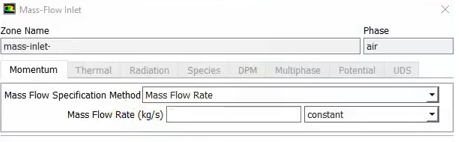 Mass-Flow Inlet
Zone Name Phase
mass-inlet- air
Momentum Thermal Radiation Species DPM Multiphase Potential UDS
Mass Flow Specification Method Mass Flow Rate
Mass Flow Rate (kg/s) constant